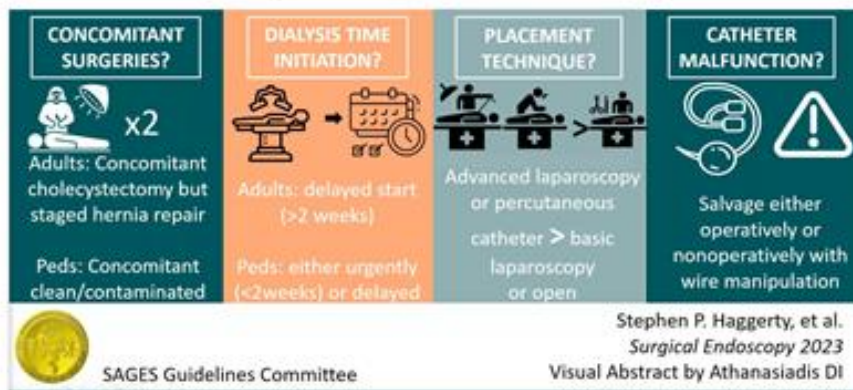 CONCOMITANT
SURGERIES?
x2
Adults: Concomitant
cholecystectomy but
staged hernia repair
Peds: Concomitant
clean/contaminated
DIALYSIS TIME
INITIATION?
Adults: delayed start
(>2 weeks)
Peds: either urgently
(<2weeks) or delayed
PLACEMENT
TECHNIQUE?
>
Advanced laparoscopy
or percutaneous
catheter > basic
laparoscopy
or open
CATHETER
MALFUNCTION?
Salvage either
operatively or
nonoperatively with
wire manipulation
SAGES Guidelines Committee
Stephen P. Haggerty, et al.
Surgical Endoscopy 2023
Visual Abstract by Athanasiadis DI